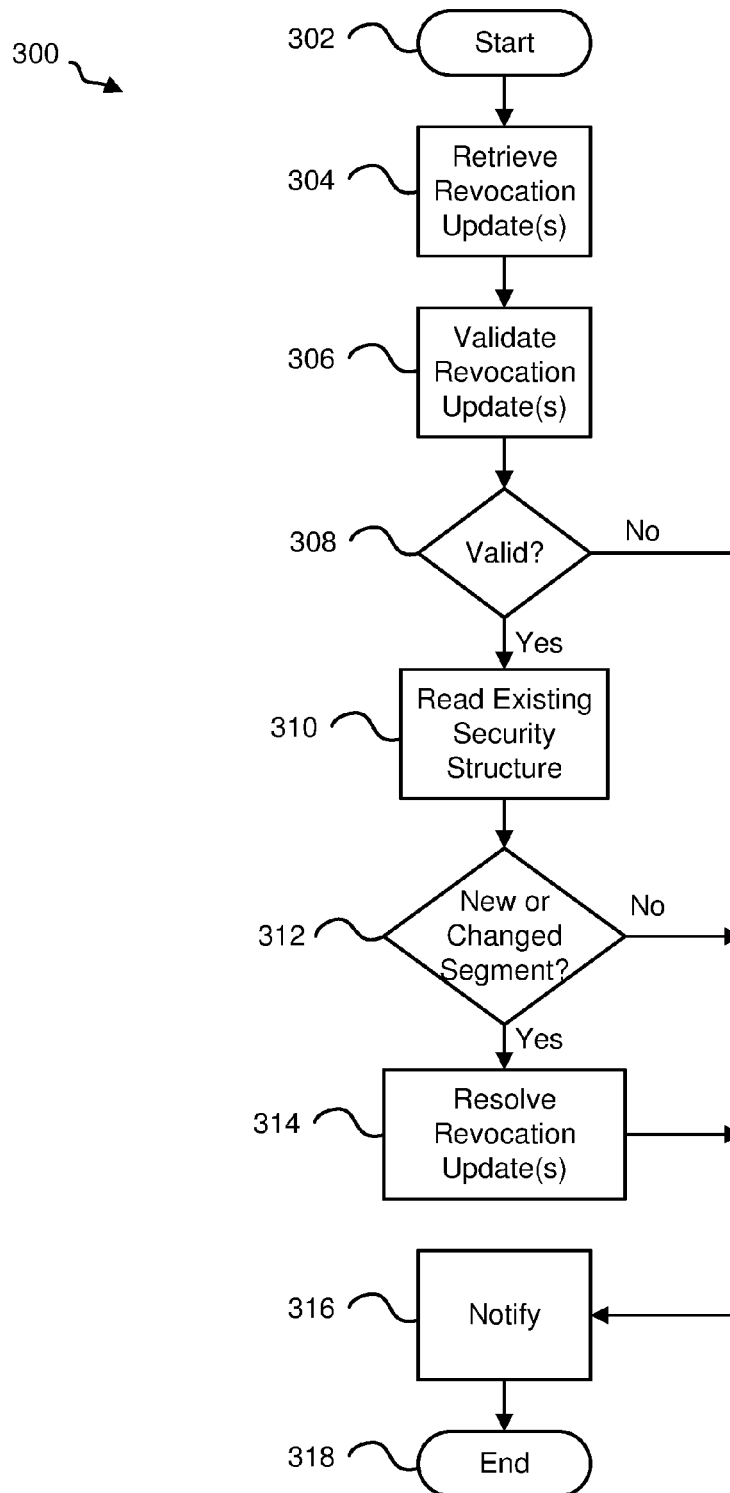 302
Start
300
304
Retrieve
Revocation
Update(s)
306
Validate
Revocation
Update(s)
308
Valid?
No
Yes
310
Read Existing
Security
Structure
312
New or
Changed
Segment?
No
Yes
314
Resolve
Revocation
Update(s)
316
Notify
318
End